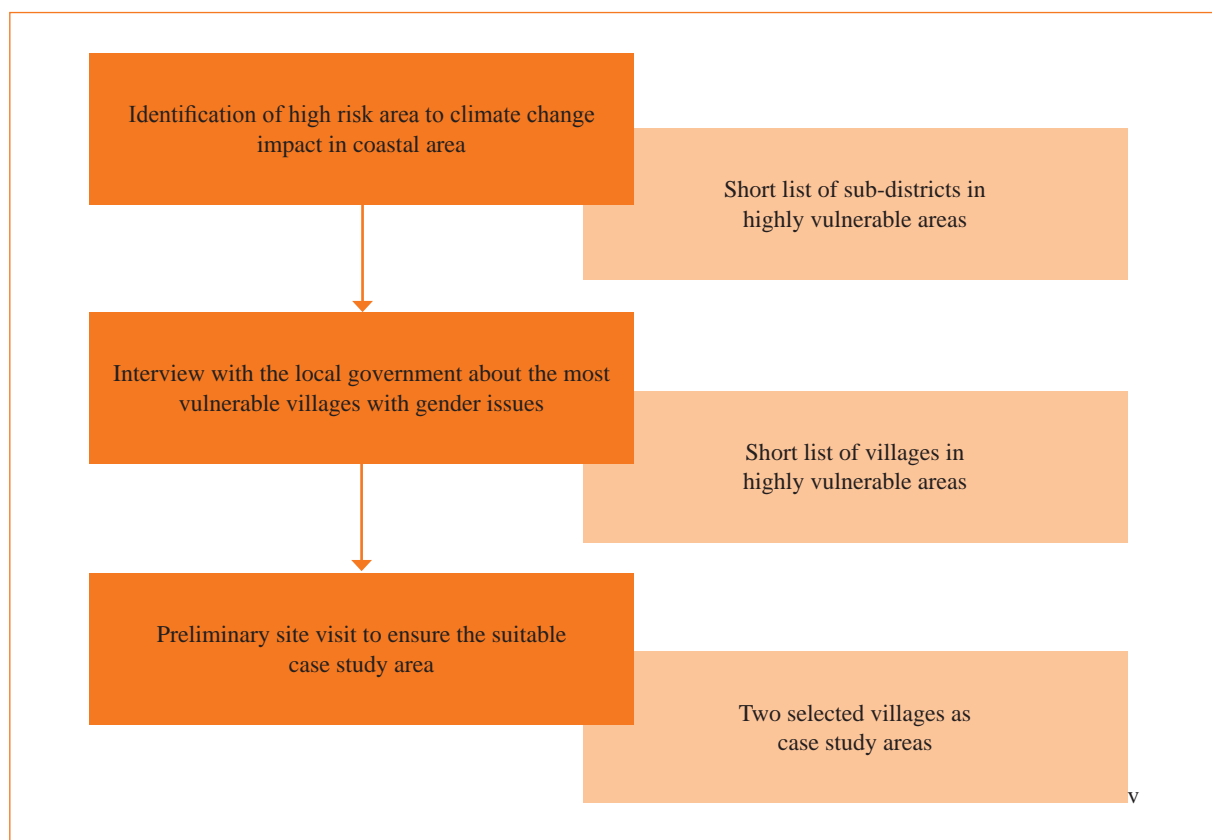 Identification of high risk area to climate change
impact in coastal area
Short list of sub-districts in
highly vulnerable areas
Interview with the local government about the most
vulnerable villages with gender issues
Short list of villages in
highly vulnerable areas
Preliminary site visit to ensure the suitable
case study area
Two selected villages as
case study areas
v